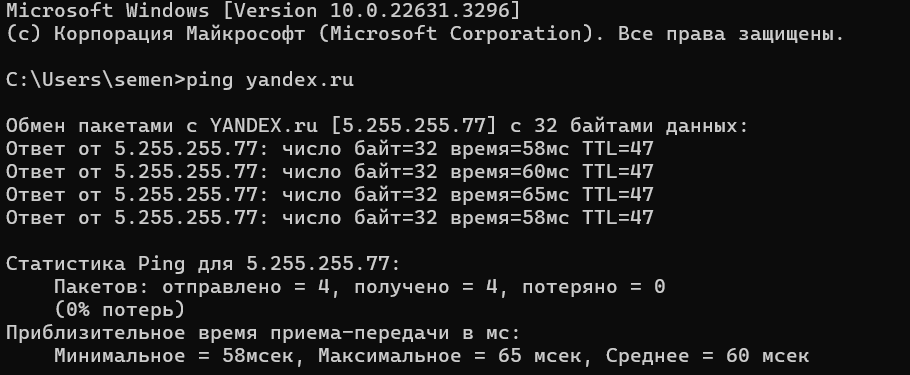 Microsoft Windows [Version 10.0.22631.3296]
(c) Корпорация Майкрософт (Microsoft Corporation). Все права защищены.
C:\Users\semen>ping yandex.ru
Обмен пакетами с YANDEX.ru [5.255.255.77] с 32 байтами данных:
Ответ от 5.255.255.77: число байт=32 время=58мс TTL=47
Ответ от 5.255.255.77: число байт=32 время=60мс TTL=47
Ответ от 5.255.255.77: число байт=32 время=65мс TTL=47
Ответ от 5.255.255.77: число байт=32 время=58мс TTL=47
Статистика Ping для 5.255.255.77:
    Пакетов: отправлено = 4, получено = 4, потеряно = 0
    (0% потерь)
Приблизительное время приема-передачи в мс:
    Минимальное = 58мсек, Максимальное = 65 мсек, Среднее = 60 мсек